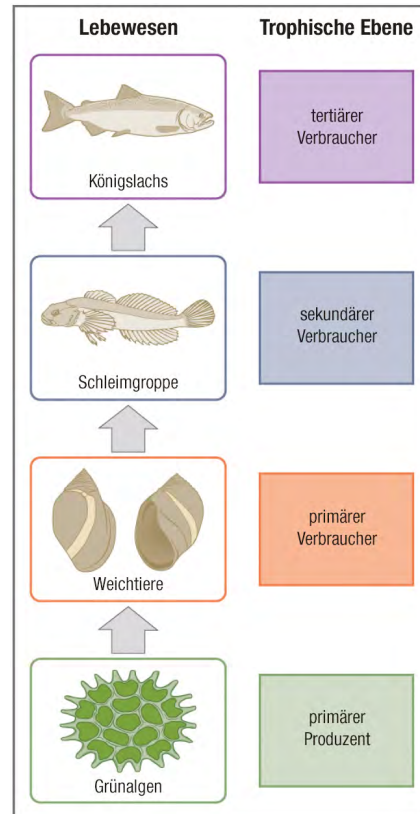 Lebewesen Trophische Ebene
Königslachs
tertiärer
Verbraucher
Schleimgroppe
sekundärer
Verbraucher
Weichtiere
primärer
Verbraucher
Grünalgen
primärer
Produzent